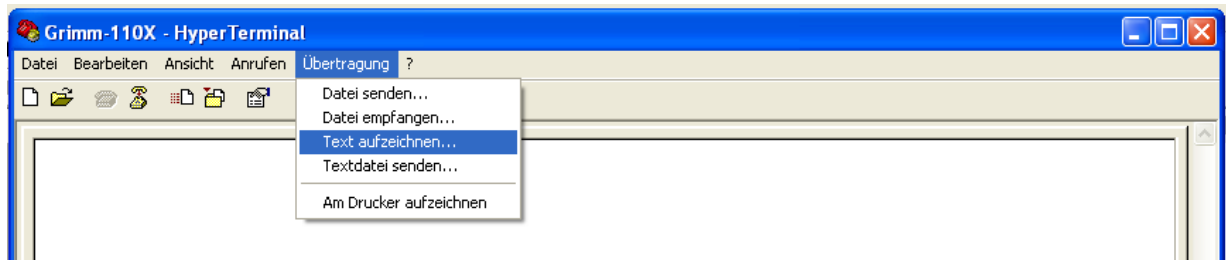 Grimm-110X - HyperTerminal
Datei Bearbeiten Ansicht Anrufen Übertragung ?
Datei senden...
Datei empfangen...
Text aufzeichnen...
Textdatei senden...
Am Drucker aufzeichnen